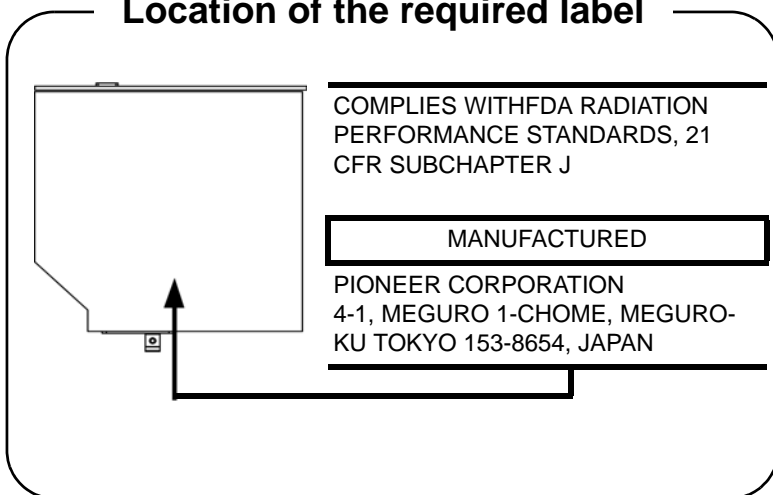 Location of the required label
COMPLIES WITHFDA RADIATION
PERFORMANCE STANDARDS, 21
CFR SUBCHAPTER J
MANUFACTURED
PIONEER CORPORATION
4-1, MEGURO 1-CHOME, MEGURO-
KU TOKYO 153-8654, JAPAN